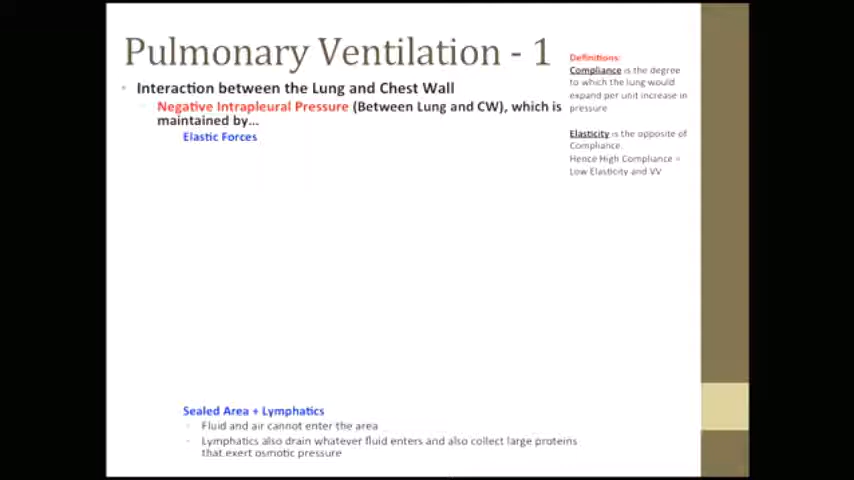 Pulmonary Ventilation - 1
Interaction between the Lung and Chest Wall
Negative Intrapleural Pressure (Between Lung and CW), which is
maintained by...
Elastic Forces
Sealed Area + Lymphatics
Fluid and air cannot enter the area
Lymphatics also drain whatever fluid enters and also collect large proteins
that exert osmotic pressure
Definitions:
Compliance is the degree
to which the lung would
expand per unit increase in
pressure
Elasticity is the opposite of
Compliance.
Hence High Compliance =
Low Elasticity and VV